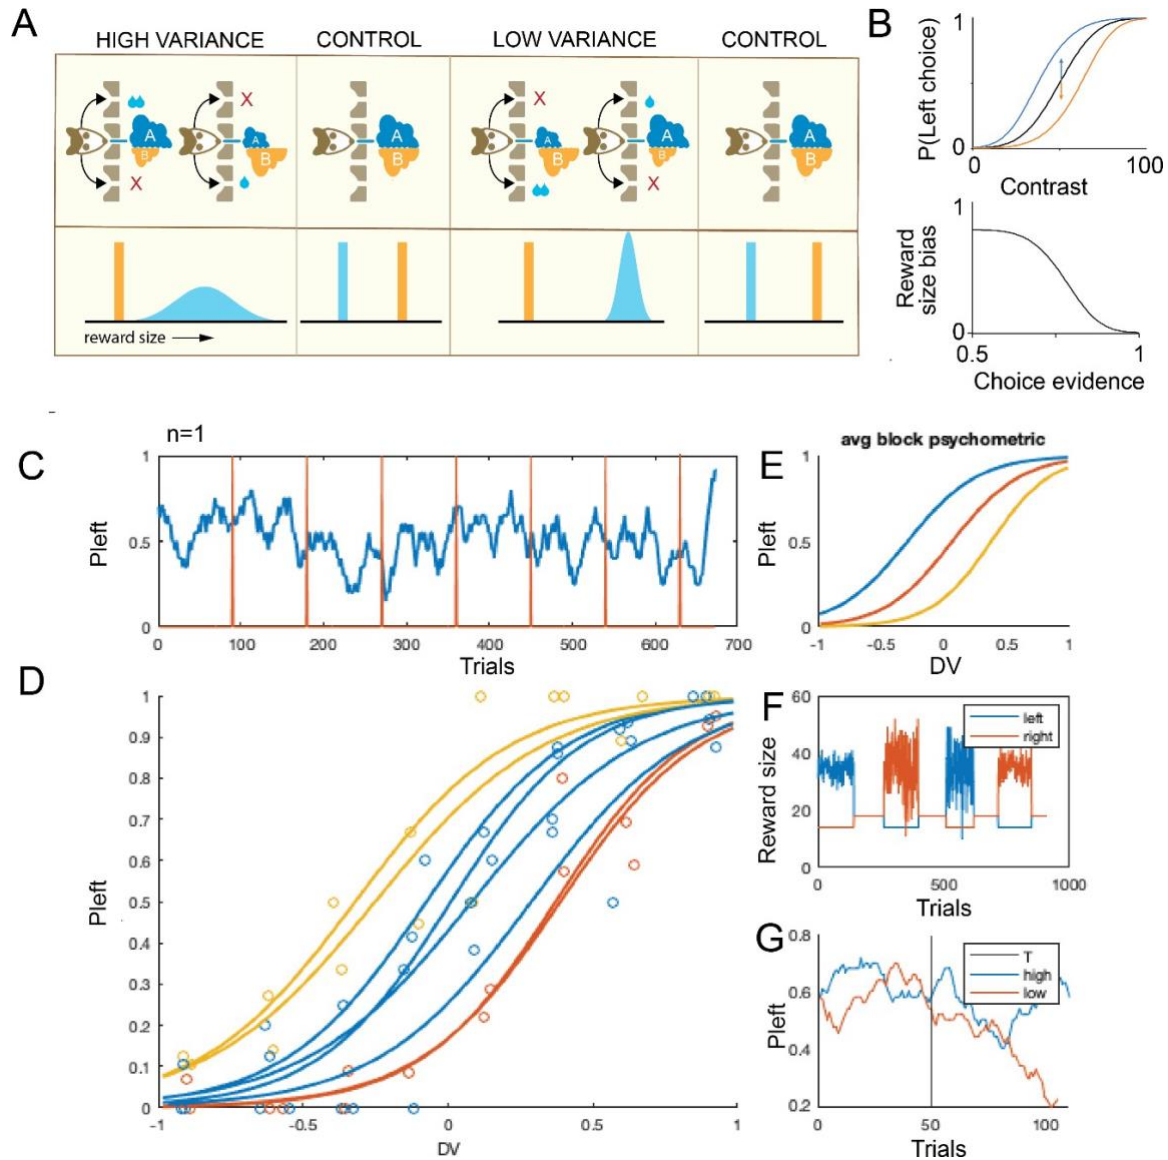 A
HIGH VARIANCE
CONTROL
LOW VARIANCE
CONTROL
A
B
X
X
A
B
A
B
X
A
B
X
A
B
A
B
reward size
B
P(Left choice)
1
0
0
100
Contrast
Reward
size bias
1
0
0.5
1
Choice evidence
C
n=1
Pleft
1
0.5
0
0 100 200 300 400 500 600 700
Trials
D
Pleft
1
0.9
0.8
0.7
0.6
0.5
0.4
0.3
0.2
0.1
0
-1 -0.5 0 0.5 1
DV
E
avg block psychometric
Pleft
1
0.5
0
-1 -0.5 0 0.5 1
DV
F
Reward size
60
40
20
0
left
right
0 500 1000
Trials
G
Pleft
0.8
0.6
0.4
0.2
T
high
low
0 50 100
Trials